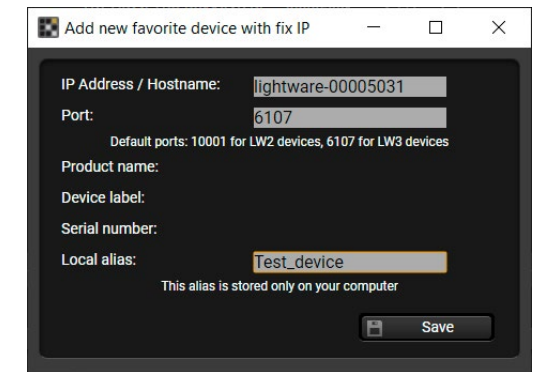 Add new favorite device with fix IP
IP Address / Hostname: lightware-00005031
Port: 6107
Default ports: 10001 for LW2 devices, 6107 for LW3 devices
Product name:
Device label:
Serial number:
Local alias: Test_device
This alias is stored only on your computer
Save